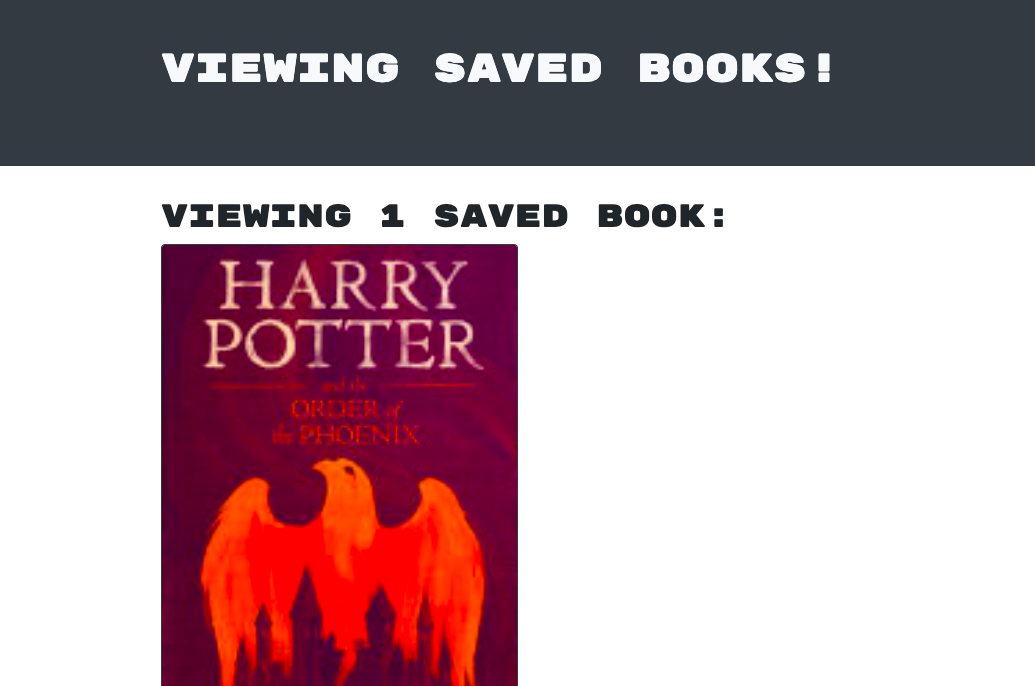 VIEWING SAVED BOOKS!
VIEWING 1 SAVED BOOK:
HARRY
POTTER
and the
ORDER of
the PHOENIX